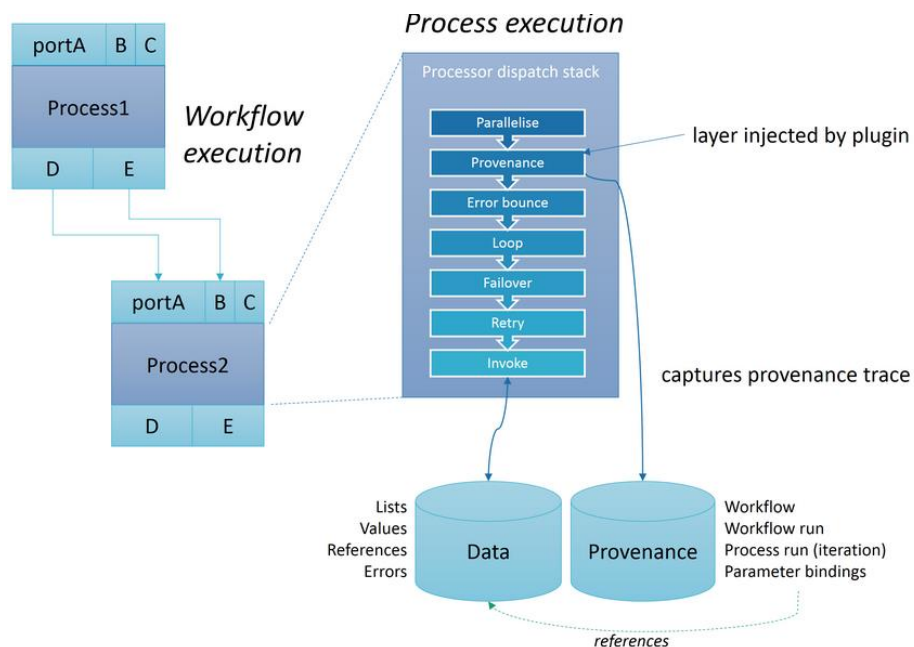 Process execution
portA B C
Process1
D E
Workflow
execution
Processor dispatch stack
Parallelise
Provenance
Error bounce
Loop
Failover
Retry
Invoke
layer injected by plugin
captures provenance trace
portA B C
Process2
D E
Lists
Values
References
Errors
Data
Provenance
Workflow
Workflow run
Process run (iteration)
Parameter bindings
references